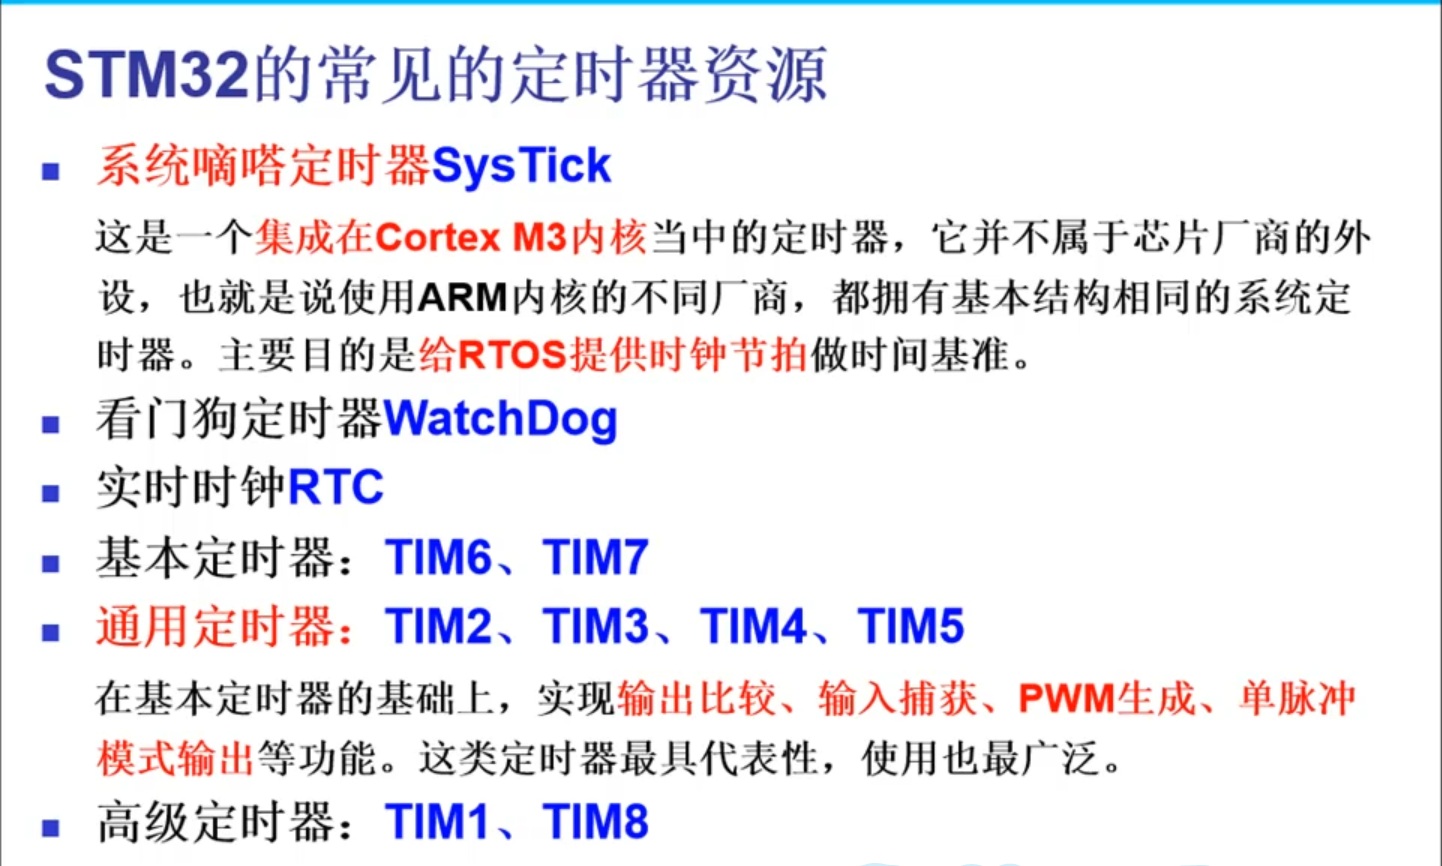 STM32的常见的定时器资源
系统嘀嗒定时器SysTick
这是一个集成在Cortex M3内核当中的定时器，它并不属于芯片厂商的外
设，也就是说使用ARM内核的不同厂商，都拥有基本结构相同的系统定
时器。主要目的是给RTOS提供时钟节拍做时间基准。
看门狗定时器WatchDog
实时时钟RTC
基本定时器：TIM6、TIM7
通用定时器：TIM2、TIM3、TIM4、TIM5
在基本定时器的基础上，实现输出比较、输入捕获、PWM生成、单脉冲
模式输出等功能。这类定时器最具代表性，使用也最广泛。
高级定时器：TIM1、TIM8